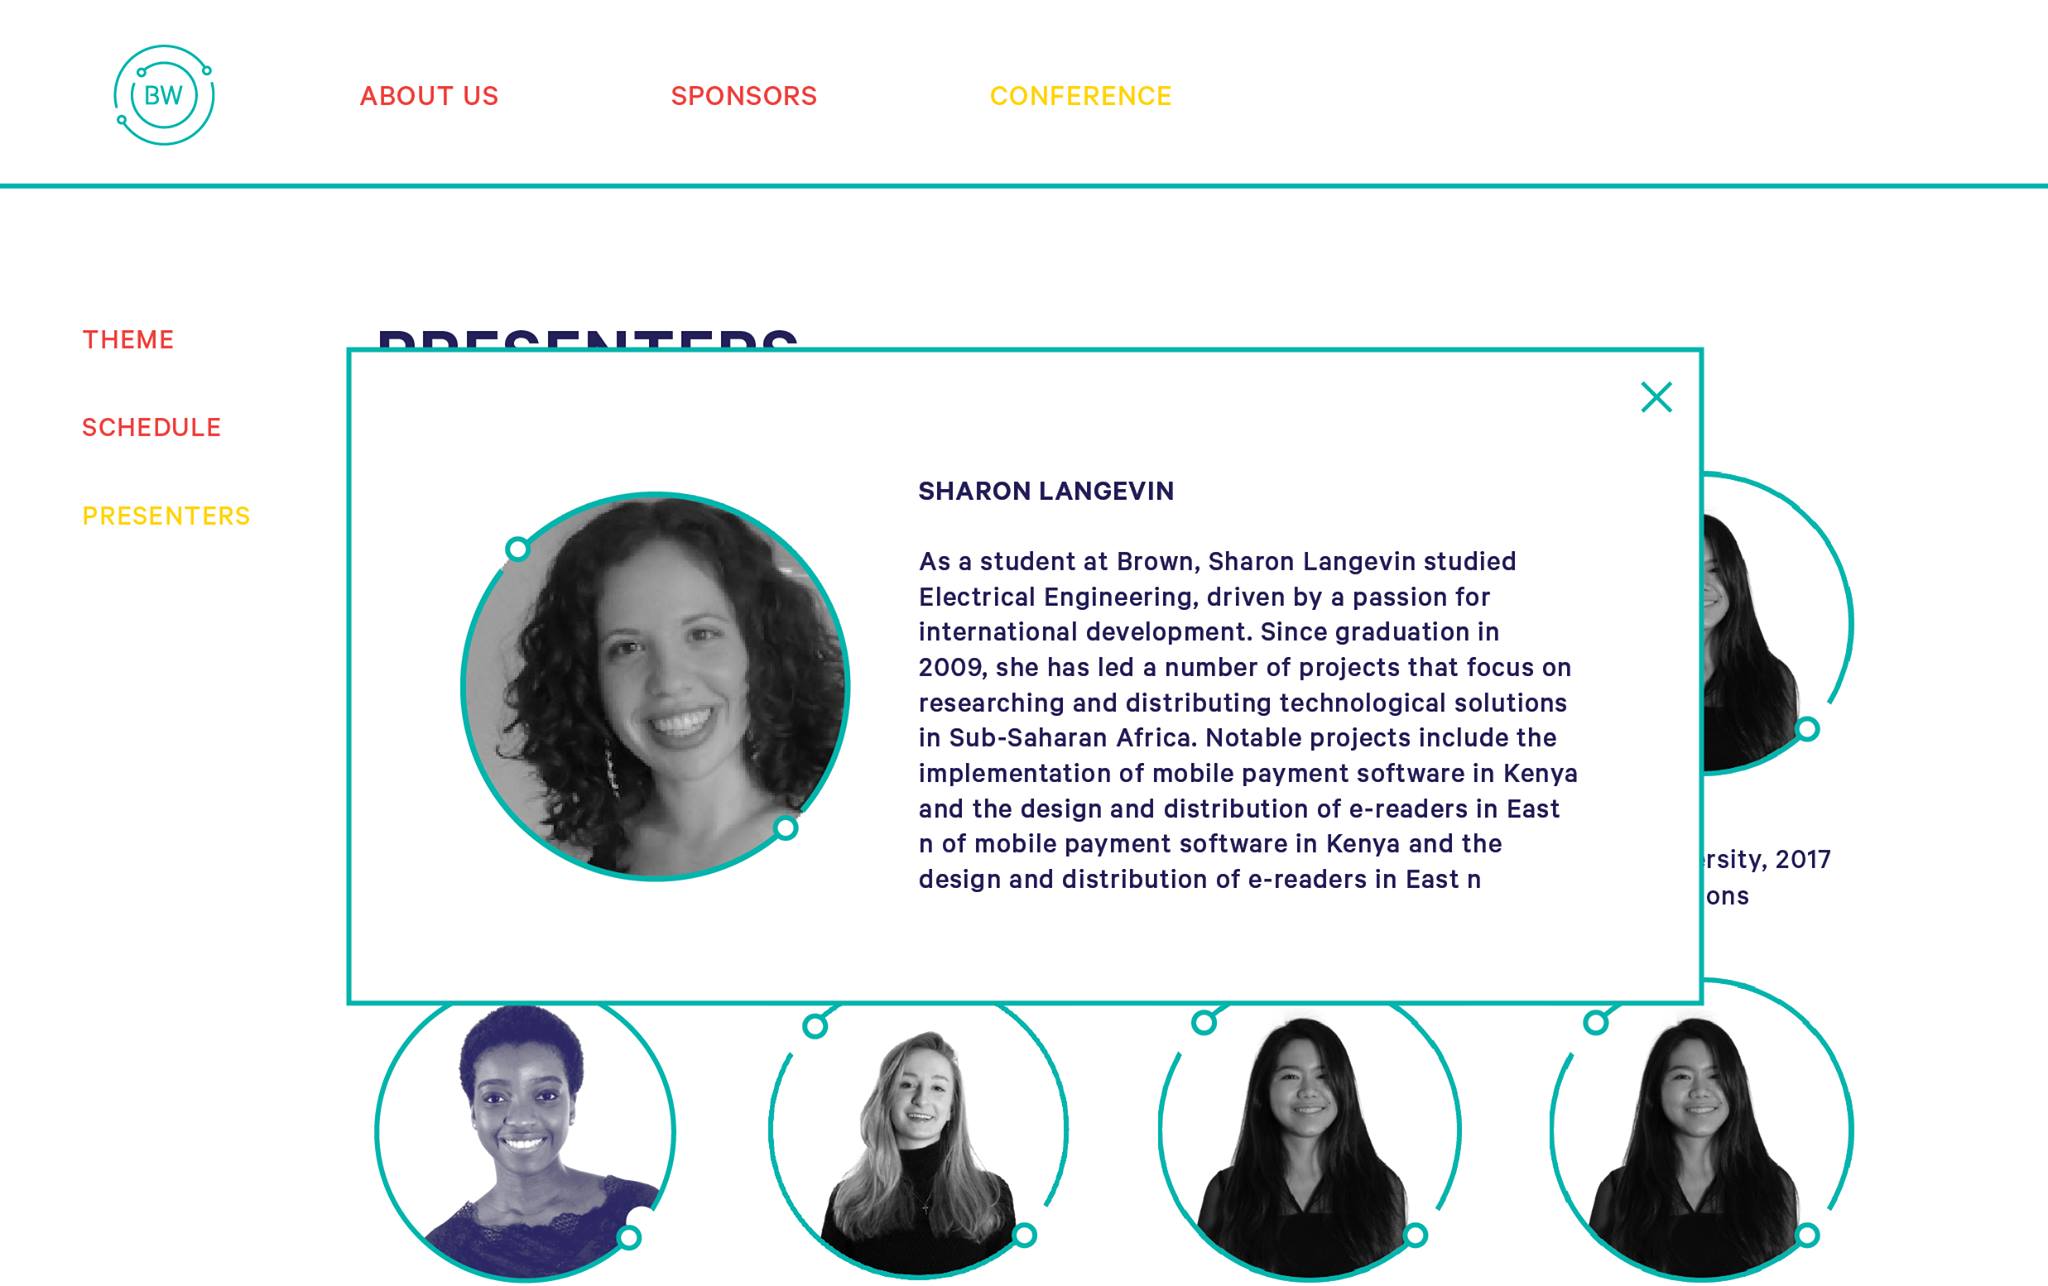 BW
ABOUT US
SPONSORS
CONFERENCE
THEME
SCHEDULE
PRESENTERS
PRESENTERS
SHARON LANGEVIN
As a student at Brown, Sharon Langevin studied
Electrical Engineering, driven by a passion for
international development. Since graduation in
2009, she has led a number of projects that focus on
researching and distributing technological solutions
in Sub-Saharan Africa. Notable projects include the
implementation of mobile payment software in Kenya
and the design and distribution of e-readers in East
n of mobile payment software in Kenya and the
design and distribution of e-readers in East n
rsity, 2017
ons